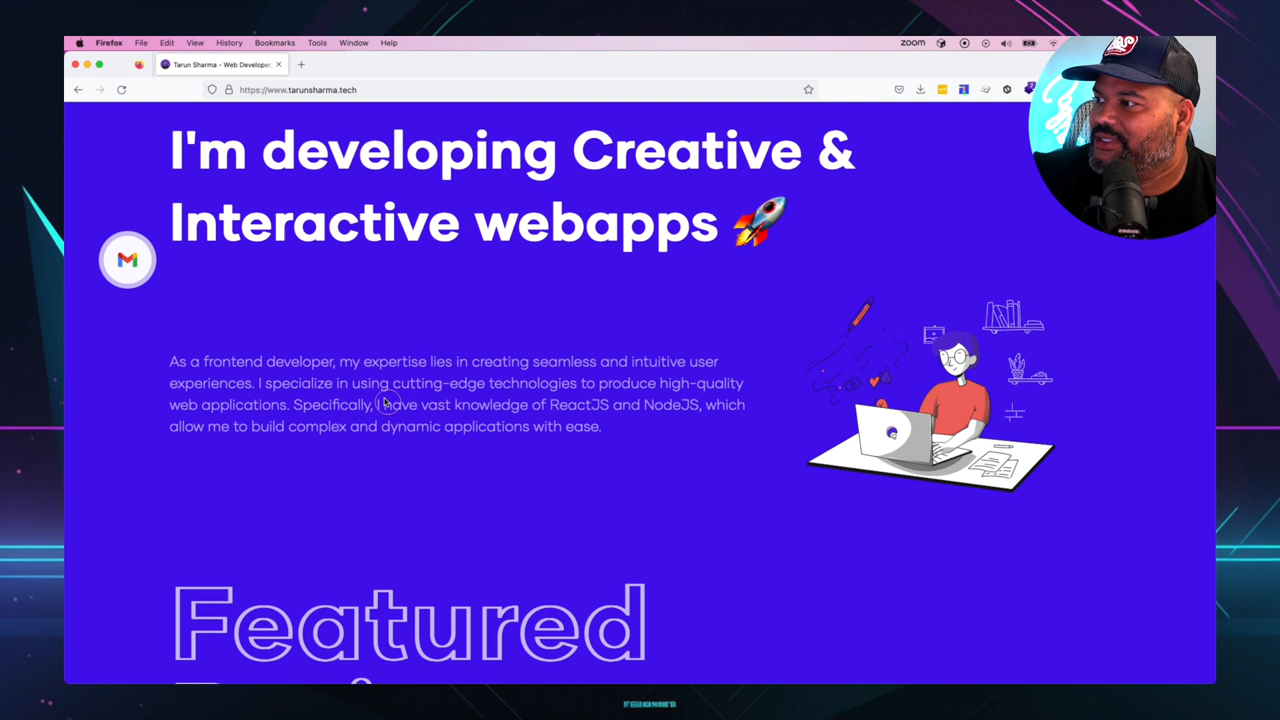 Firefox File Edit View History Bookmarks Tools Window Help zoom
Tarun Sharma - Web Developer
https://www.tarunsharma.tech
I'm developing Creative &
Interactive webapps 🚀
As a frontend developer, my expertise lies in creating seamless and intuitive user
experiences. I specialize in using cutting-edge technologies to produce high-quality
web applications. Specifically, I have vast knowledge of ReactJS and NodeJS, which
allow me to build complex and dynamic applications with ease.
Featured